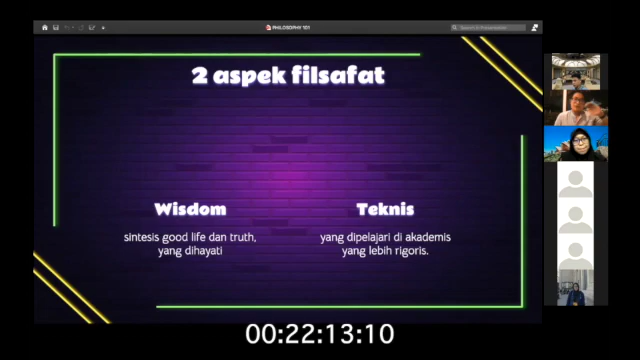 PHILOSOPHY 101
2 aspek filsafat
Wisdom
Teknis
sintesis good life dan truth,
yang dihayati
yang dipelajari di akademis
yang lebih rigoris.
00:22:13:10